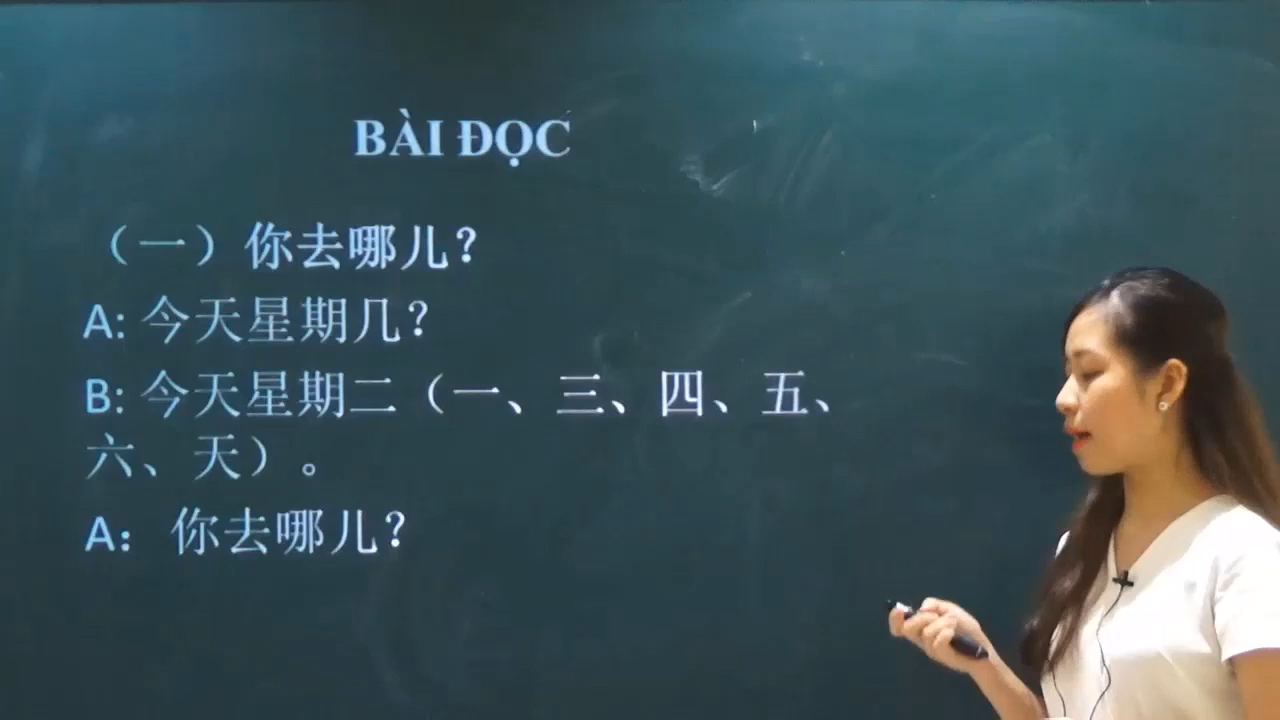 BÀI ĐỌC
（一）你去哪儿？
A: 今天星期几？
B: 今天星期二（一、三、四、五、
六、天）。
A： 你去哪儿？